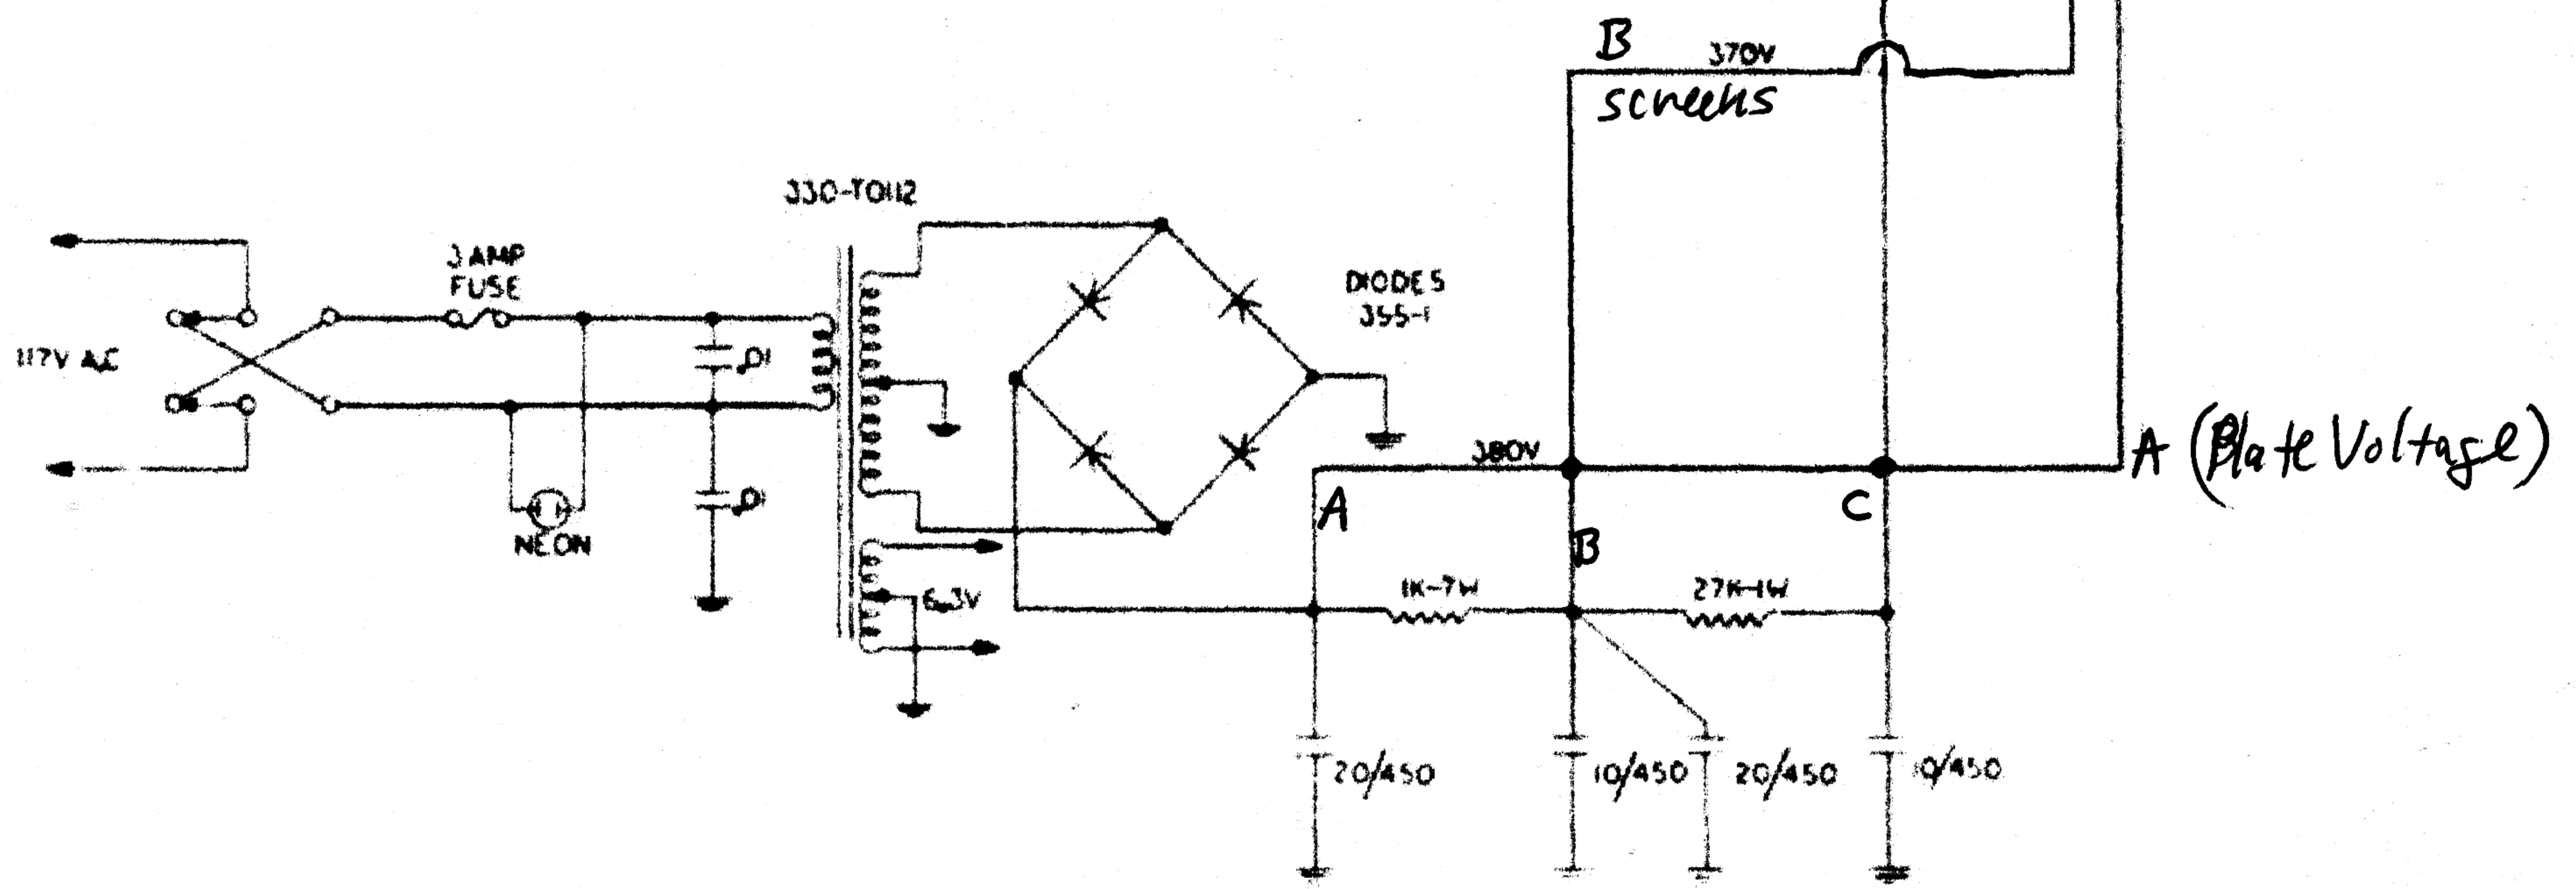 B
370V
screens
330-T0112
3 AMP
FUSE
DIODES
355-1
117V AC
.01
380V
A (Plate Voltage)
A
C
.01
NEON
B
6.3V
1K-7W
27K-1W
20/450
10/450
20/450
10/450